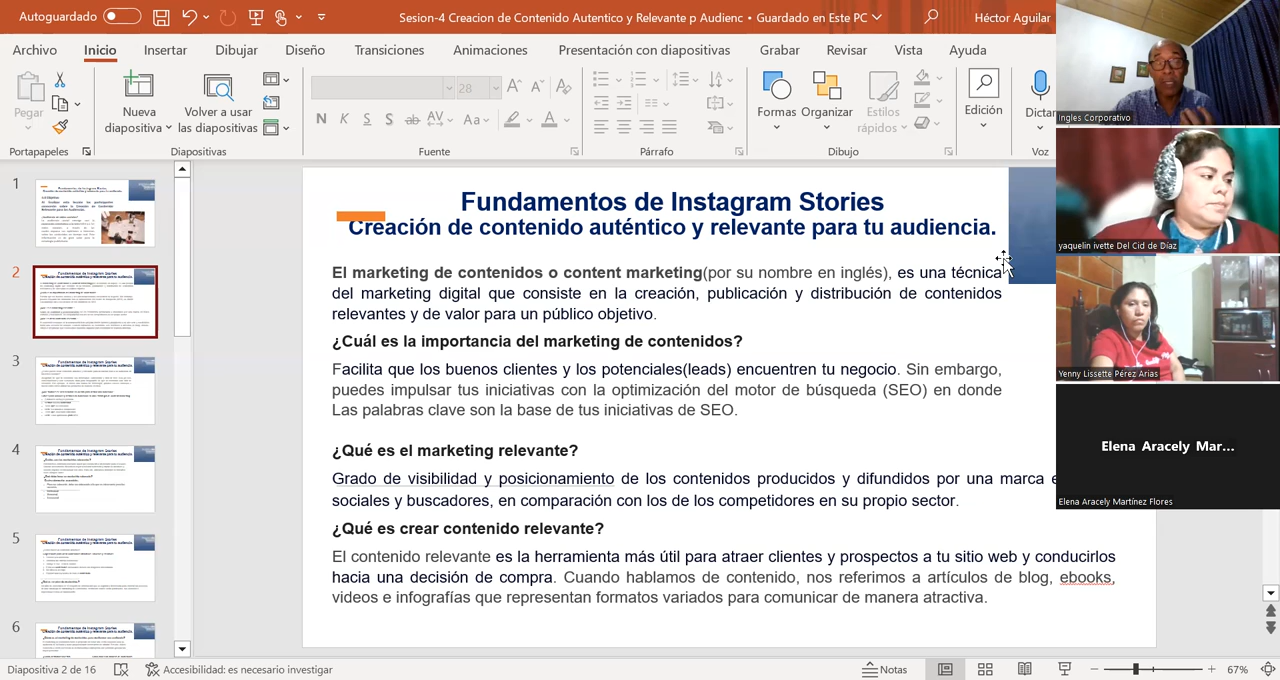 Autoguardado
Sesion-4 Creacion de Contenido Autentico y Relevante p Audienc • Guardado en Este PC
Héctor Aguilar
Archivo Inicio Insertar Dibujar Diseño Transiciones Animaciones Presentación con diapositivas Grabar Revisar Vista Ayuda
Pegar
Nueva diapositiva
Volver a usar las diapositivas
28
N K S S ab AV Aa A
Formas
Organizar
Estilos rápidos
Edición
Dictar
Portapapeles
Diapositivas
Fuente
Párrafo
Dibujo
Voz
Ingles Corporativo
yaquelin ivette Del Cid de Díaz
Yenny Lissette Pérez Arias
Elena Aracely Mar...
Elena Aracely Martínez Flores
1
2
3
4
5
6
Fundamentos de Instagram Stories
Creación de contenido auténtico y relevante para tu audiencia.
El marketing de contenidos o content marketing(por su nombre en inglés), es una técnica
del marketing digital que consiste en la creación, publicación y distribución de contenidos
relevantes y de valor para tu público objetivo.
¿Cuál es la importancia del marketing de contenidos?
Facilita que los consumidores y los potenciales(leads) encuentren tu negocio. Sin embargo,
puedes impulsar tus iniciativas con la optimización del motor de búsqueda (SEO) en donde
Las palabras clave son la base de tus iniciativas de SEO.
¿Qué es el marketing relevante?
Grado de visibilidad y posicionamiento de los contenidos producidos y difundidos por una marca e
sociales y buscadores, en comparación con los de los competidores en su propio sector.
¿Qué es crear contenido relevante?
El contenido relevante es la herramienta más útil para atraer leads y prospectos a tu sitio web y conducirlos
hacia una decisión de compra. Cuando hablamos de contenido, nos referimos a artículos de blog, ebooks,
videos e infografías que representan formatos variados para comunicar de manera atractiva.
Diapositiva 2 de 16
Accesibilidad: es necesario investigar
Notas
67%